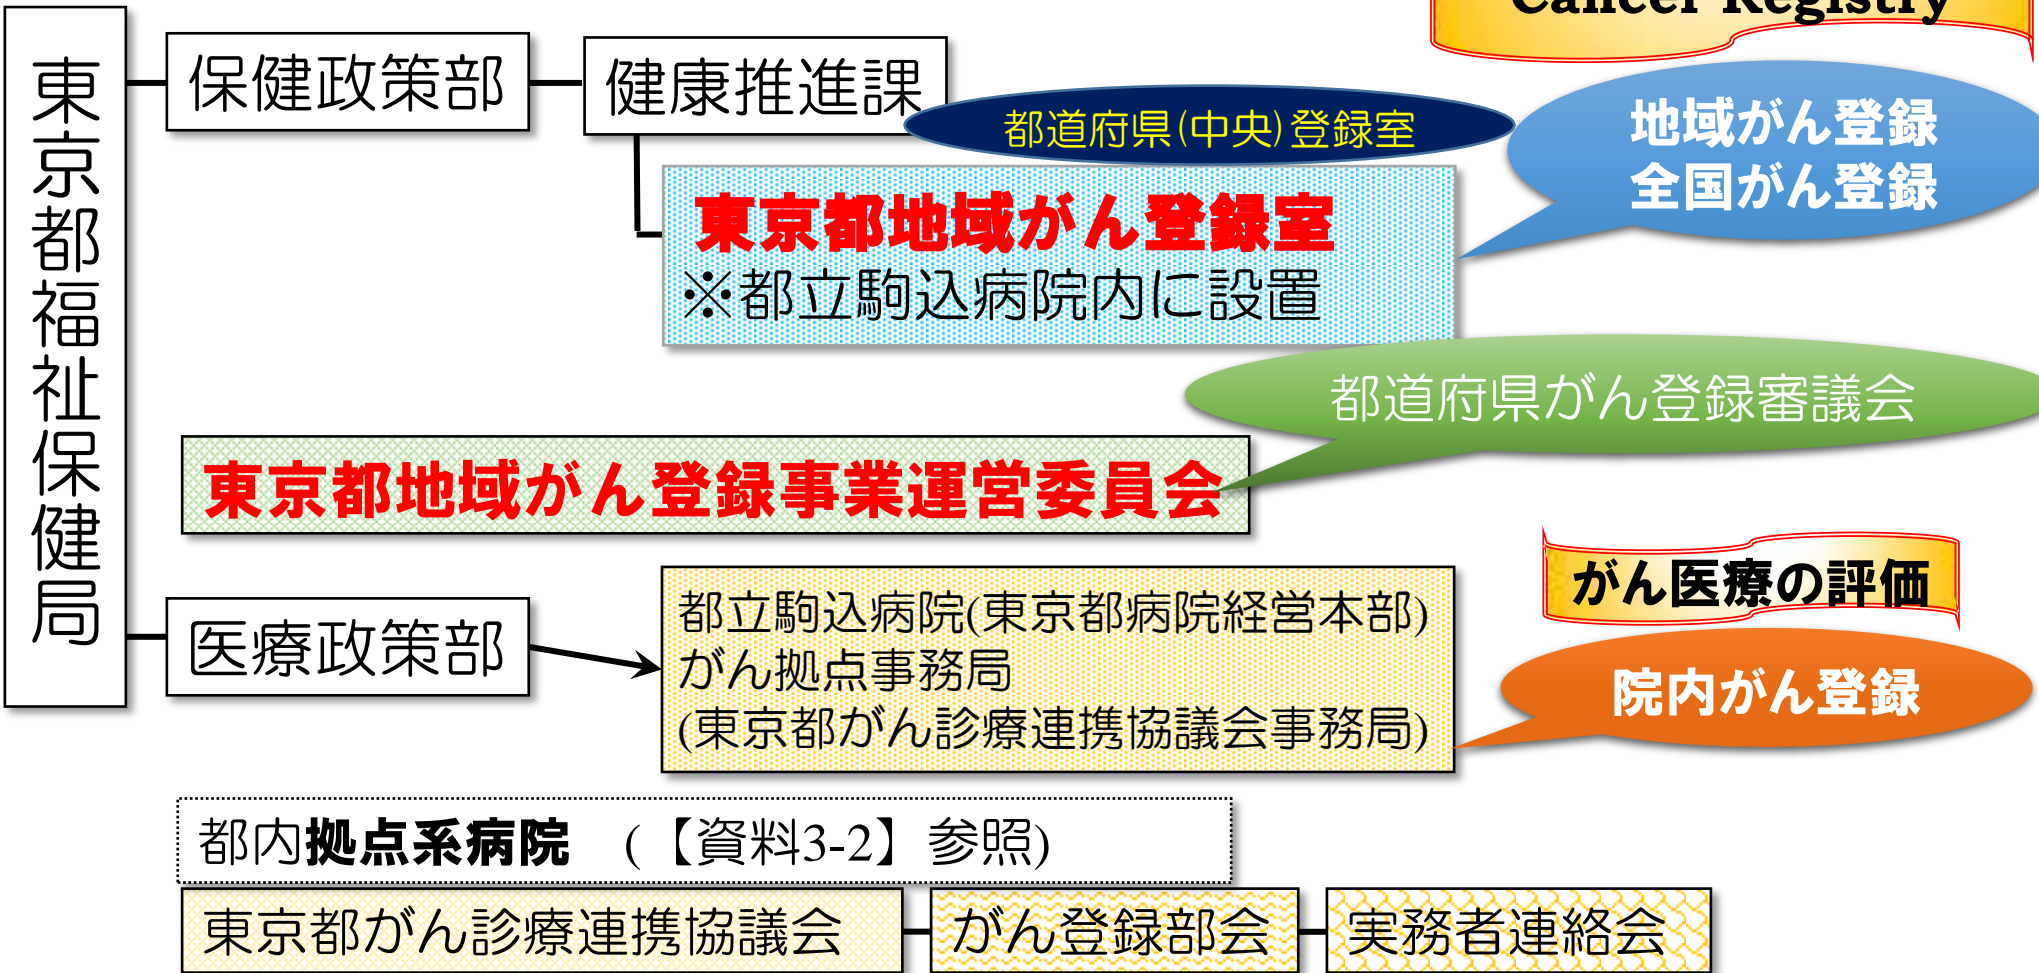 Cancer Registry
東京都福祉保健局
保健政策部
健康推進課
都道府県(中央)登録室
地域がん登録
全国がん登録
東京都地域がん登録室
※都立駒込病院内に設置
都道府県がん登録審議会
東京都地域がん登録事業運営委員会
がん医療の評価
医療政策部
都立駒込病院(東京都病院経営本部)
がん拠点事務局
(東京都がん診療連携協議会事務局)
院内がん登録
都内拠点系病院 (【資料3-2】参照)
東京都がん診療連携協議会
がん登録部会
実務者連絡会